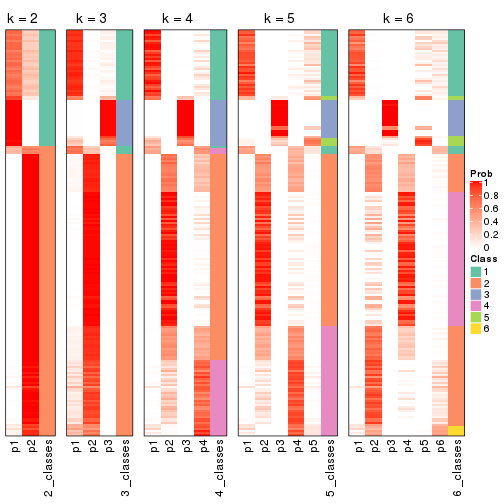 k = 2
k = 3
k = 4
k = 5
k = 6
p1
p2
2_classes
p1
p2
p3
3_classes
p1
p2
p3
p4
4_classes
p1
p2
p3
p4
p5
5_classes
p1
p2
p3
p4
p5
p6
6_classes
Prob
1
0.8
0.6
0.4
0.2
0
Class
1
2
3
4
5
6